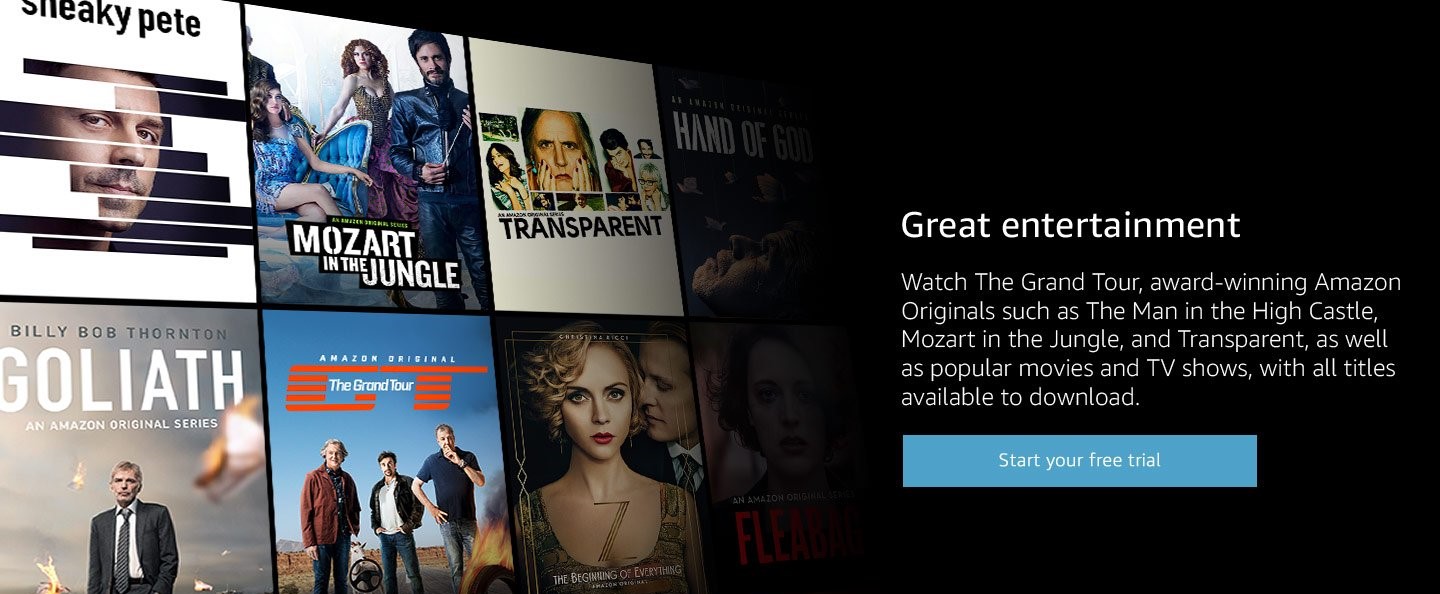 sneaky pete
AN AMAZON ORIGINAL SERIES
MOZART
IN THE JUNGLE
AN AMAZON ORIGINAL SERIES
TRANSPARENT
AN AMAZON ORIGINAL SERIES
HAND OF GOD
BILLY BOB THORNTON
GOLIATH
AN AMAZON ORIGINAL SERIES
AMAZON ORIGINAL
The Grand Tour
GT
CHRISTINA RICCI
Z
THE BEGINNING OF EVERYTHING
AMAZON ORIGINAL
AN AMAZON ORIGINAL SERIES
FLEABAG
Great entertainment
Watch The Grand Tour, award-winning Amazon
Originals such as The Man in the High Castle,
Mozart in the Jungle, and Transparent, as well
as popular movies and TV shows, with all titles
available to download.
Start your free trial